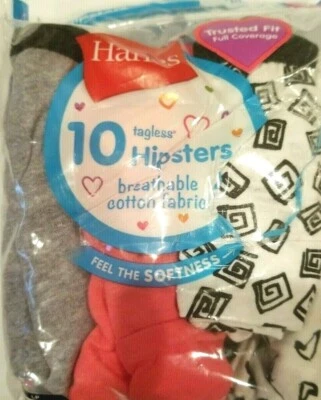 Hanes
Trusted Fit
Full Coverage
10 tagless
Hipsters
breathable
cotton fabric
FEEL THE SOFTNESS